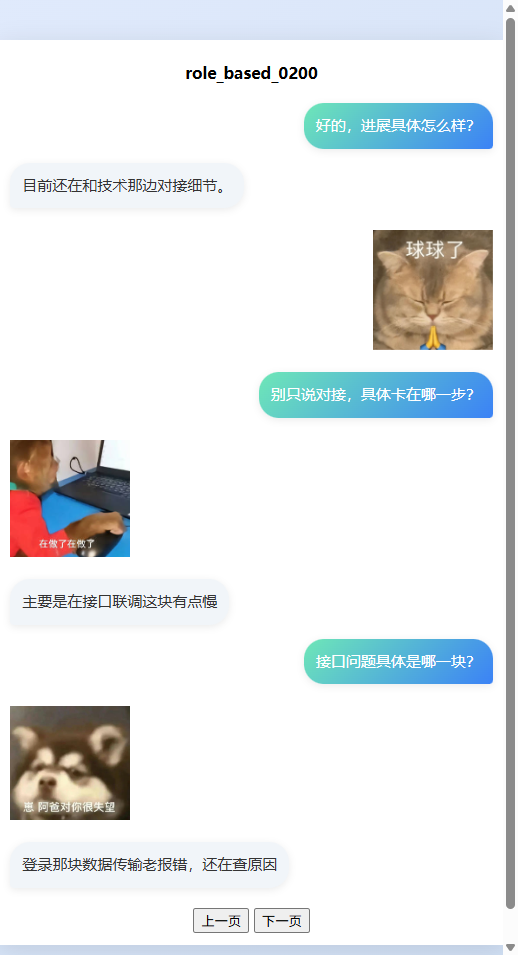 role_based_0200
好的，进展具体怎么样？
目前还在和技术那边对接细节。
球球了
别只说对接，具体卡在哪一步？
在做了在做了
主要是在接口联调这块有点慢
接口问题具体是哪一块？
崽 阿爸对你很失望
登录那块数据传输老报错，还在查原因
上一页 下一页